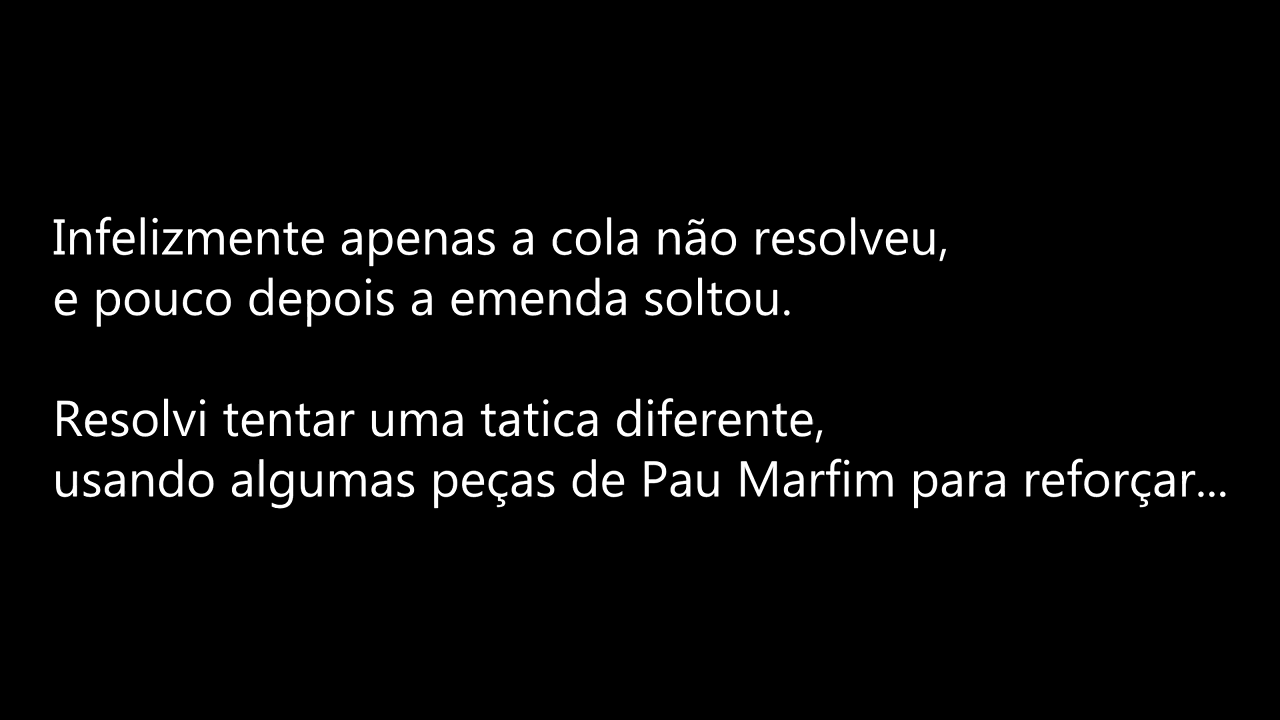 Infelizmente apenas a cola não resolveu,
e pouco depois a emenda soltou.
Resolvi tentar uma tatica diferente,
usando algumas peças de Pau Marfim para reforçar...